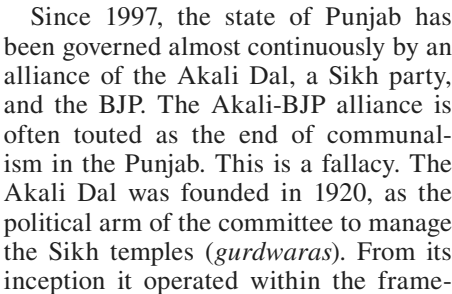 Since 1997, the state of Punjab has
been governed almost continuously by an
alliance of the Akali Dal, a Sikh party,
and the BJP. The Akali-BJP alliance is
often touted as the end of communal-
ism in the Punjab. This is a fallacy. The
Akali Dal was founded in 1920, as the
political arm of the committee to manage
the Sikh temples (gurdwaras). From its
inception it operated within the frame-